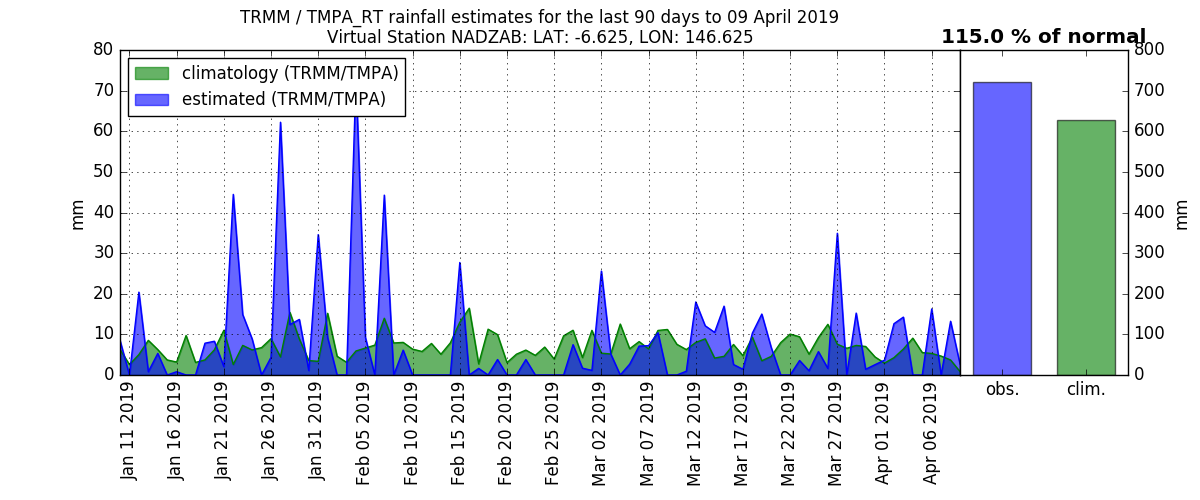 TRMM / TMPA_RT rainfall estimates for the last 90 days to 09 April 2019
Virtual Station NADZAB: LAT: -6.625, LON: 146.625
115.0 % of normal
climatology (TRMM/TMPA)
estimated (TRMM/TMPA)
80
70
60
50
40
30
20
10
0
mm
Jan 11 2019
Jan 16 2019
Jan 21 2019
Jan 26 2019
Jan 31 2019
Feb 05 2019
Feb 10 2019
Feb 15 2019
Feb 20 2019
Feb 25 2019
Mar 02 2019
Mar 07 2019
Mar 12 2019
Mar 17 2019
Mar 22 2019
Mar 27 2019
Apr 01 2019
Apr 06 2019
obs.
clim.
800
700
600
500
400
300
200
100
0
mm